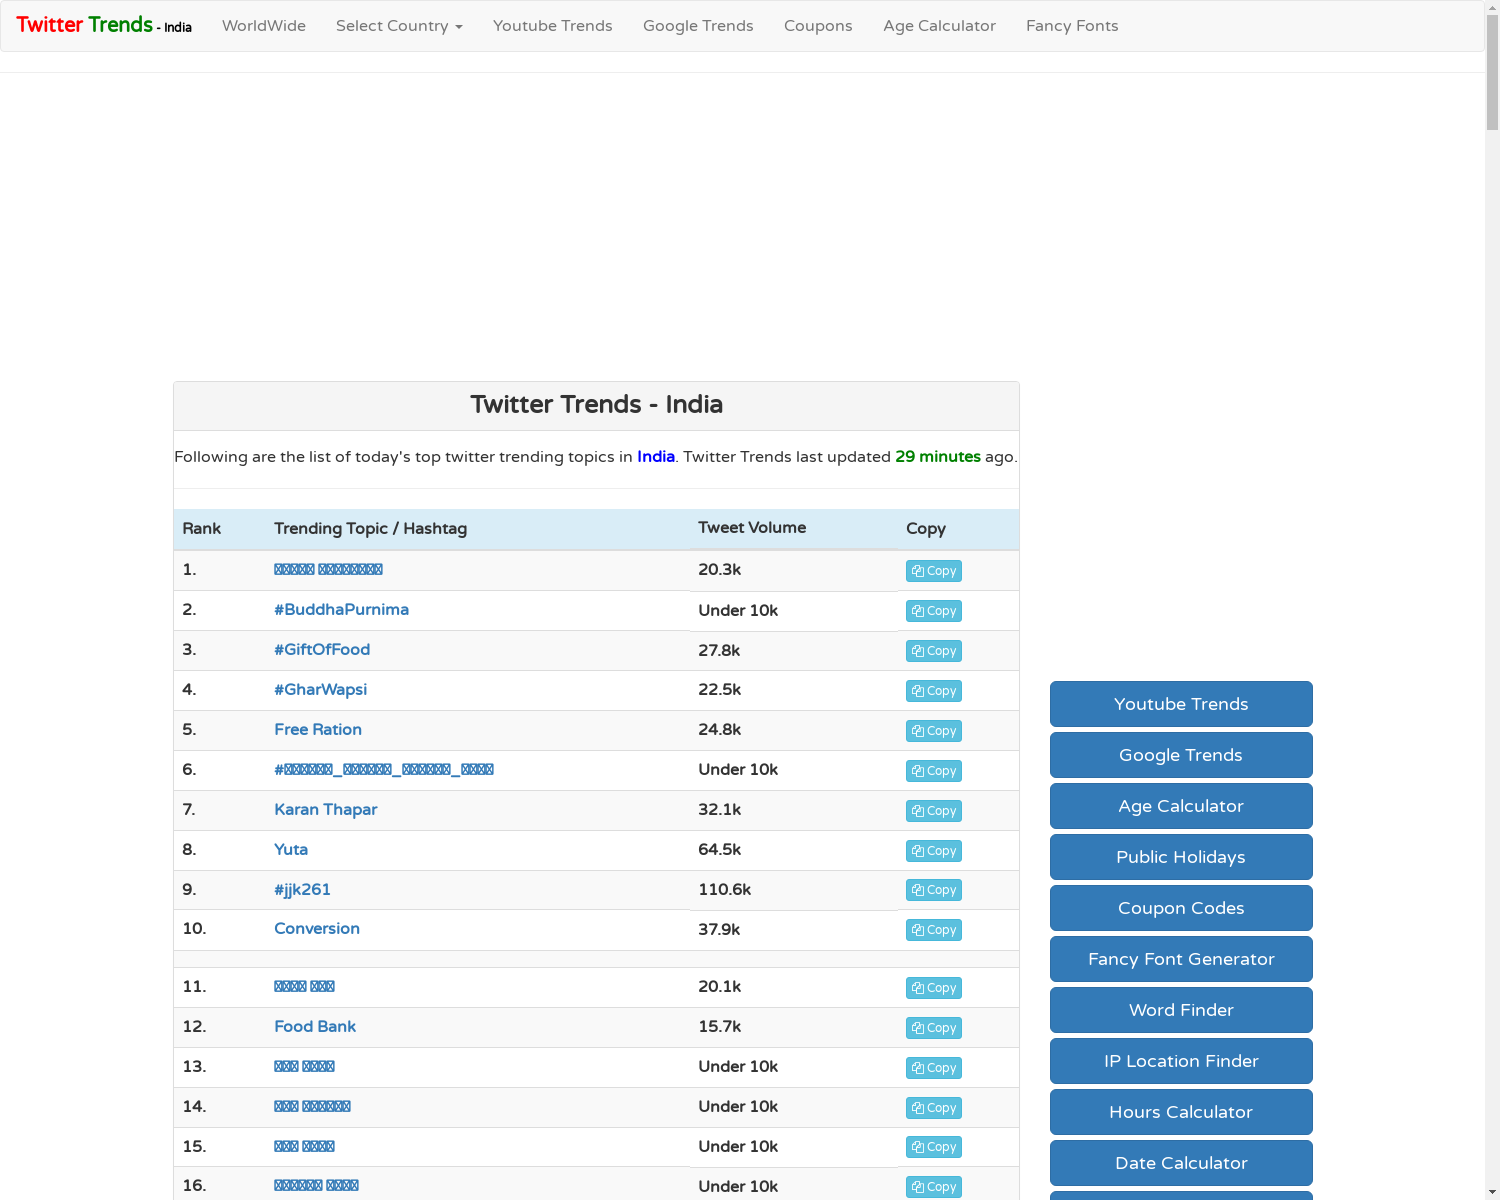 Twitter Trends - India WorldWide Select Country Youtube Trends Google Trends Coupons Age Calculator Fancy Fonts
Twitter Trends - India
Following are the list of today's top twitter trending topics in India. Twitter Trends last updated 29 minutes ago.
Rank Trending Topic / Hashtag Tweet Volume Copy
1. 20.3k Copy
2. #BuddhaPurnima Under 10k Copy
3. #GiftOfFood 27.8k Copy
4. #GharWapsi 22.5k Copy
5. Free Ration 24.8k Copy
6. Under 10k Copy
7. Karan Thapar 32.1k Copy
8. Yuta 64.5k Copy
9. #jjk261 110.6k Copy
10. Conversion 37.9k Copy
11. 20.1k Copy
12. Food Bank 15.7k Copy
13. Under 10k Copy
14. Under 10k Copy
15. Under 10k Copy
16. Under 10k Copy
Youtube Trends
Google Trends
Age Calculator
Public Holidays
Coupon Codes
Fancy Font Generator
Word Finder
IP Location Finder
Hours Calculator
Date Calculator